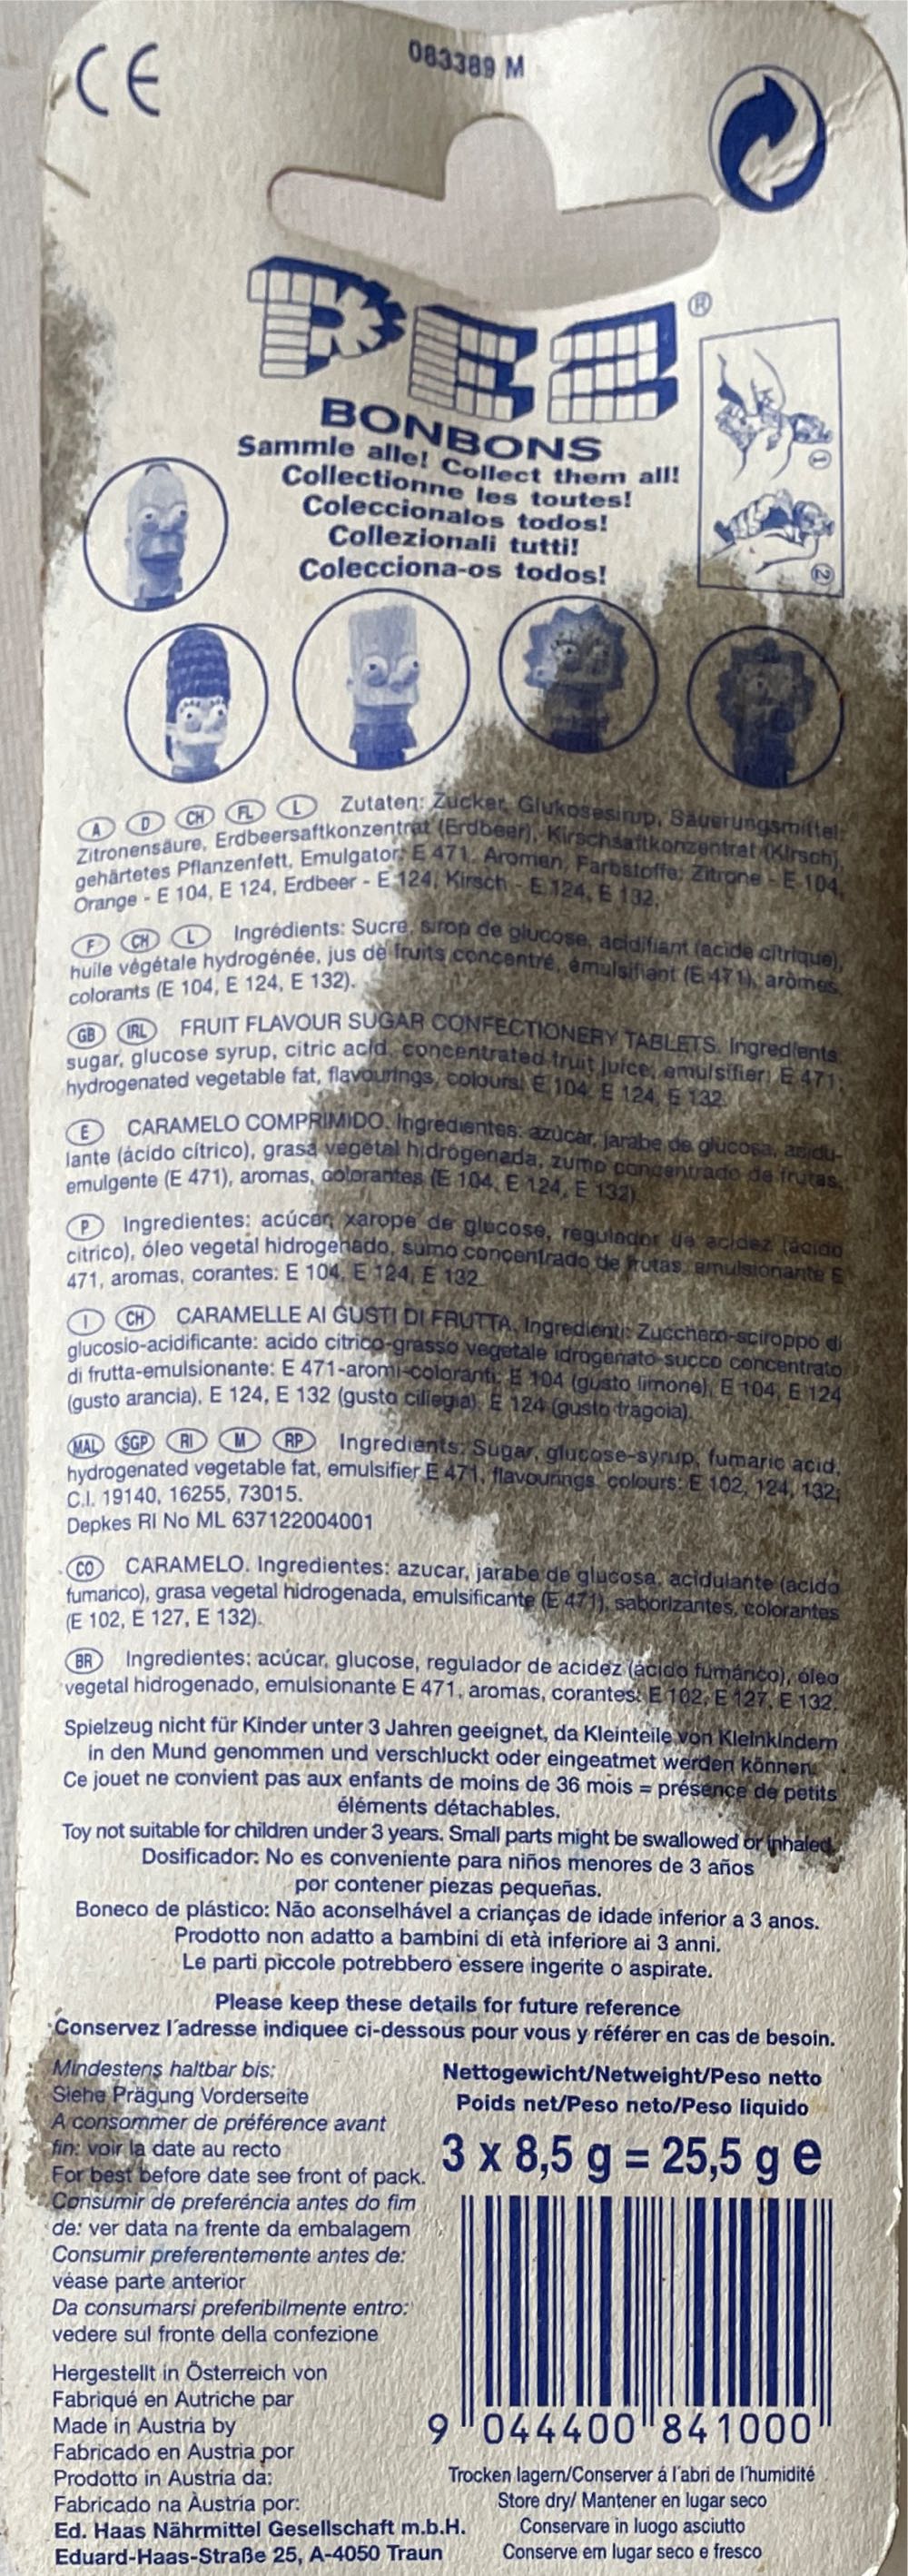 CE
083389 M
PEZ ®
BONBONS
Sammle alle! Collect them all!
Collectionne les toutes!
Coleccionalos todos!
Collezionali tutti!
Colecciona-os todos!
1
2
A D CH FL L Zutaten: Zucker, Glukosesirup, Säuerungsmittel:
Zitronensäure, Erdbeersaftkonzentrat (Erdbeer), Kirschsaftkonzentrat (Kirsch),
gehärtetes Pflanzenfett, Emulgator: E 471, Aromen, Farbstoffe: Zitrone - E 104,
Orange - E 104, E 124, Erdbeer - E 124, Kirsch - E 124, E 132.
F CH L Ingrédients: Sucre, sirop de glucose, acidifiant (acide citrique),
huile végétale hydrogénée, jus de fruits concentré, émulsifiant (E 471), arômes,
colorants (E 104, E 124, E 132).
GB IRL FRUIT FLAVOUR SUGAR CONFECTIONERY TABLETS. Ingredients:
sugar, glucose syrup, citric acid, concentrated fruit juice, emulsifier: E 471,
hydrogenated vegetable fat, flavourings, colours: E 104, E 124, E 132.
E CARAMELO COMPRIMIDO. Ingredientes: azúcar, jarabe de glucosa, acidu-
lante (ácido cítrico), grasa vegetal hidrogenada, zumo concentrado de frutas,
emulgente (E 471), aromas, colorantes (E 104, E 124, E 132).
P Ingredientes: acúcar, xarope de glucose, regulador de acidez (ácido
citrico), óleo vegetal hidrogenado, sumo concentrado de frutas, emulsionante E
471, aromas, corantes: E 104, E 124, E 132.
I CH CARAMELLE AI GUSTI DI FRUTTA. Ingredienti: Zucchero-sciroppo di
glucosio-acidificante: acido citrico-grasso vegetale idrogenato-succo concentrato
di frutta-emulsionante: E 471-aromi-coloranti: E 104 (gusto limone), E 104, E 124
(gusto arancia), E 124, E 132 (gusto ciliegia), E 124 (gusto fragola).
MAL SGP RI M RP Ingredients: Sugar, glucose-syrup, fumaric acid,
hydrogenated vegetable fat, emulsifier E 471, flavourings, colours: E 102, 124, 132;
C.I. 19140, 16255, 73015.
Depkes RI No ML 637122004001
CO CARAMELO. Ingredientes: azucar, jarabe de glucosa, acidulante (acido
fumarico), grasa vegetal hidrogenada, emulsificante (E 471), saborizantes, colorantes
(E 102, E 127, E 132).
BR Ingredientes: acúcar, glucose, regulador de acidez (ácido fumárico), óleo
vegetal hidrogenado, emulsionante E 471, aromas, corantes: E 102, E 127, E 132.
Spielzeug nicht für Kinder unter 3 Jahren geeignet, da Kleinteile von Kleinkindern
in den Mund genommen und verschluckt oder eingeatmet werden können.
Ce jouet ne convient pas aux enfants de moins de 36 mois = présence de petits
éléments détachables.
Toy not suitable for children under 3 years. Small parts might be swallowed or inhaled.
Dosificador: No es conveniente para niños menores de 3 años
por contener piezas pequeñas.
Boneco de plástico: Não aconselhável a crianças de idade inferior a 3 anos.
Prodotto non adatto a bambini di età inferiore ai 3 anni.
Le parti piccole potrebbero essere ingerite o aspirate.
Please keep these details for future reference
Conservez l´adresse indiquee ci-dessous pour vous y référer en cas de besoin.
Mindestens haltbar bis:
Siehe Prägung Vorderseite
A consommer de préférence avant
fin: voir la date au recto
For best before date see front of pack.
Consumir de preferéncia antes do fim
de: ver data na frente da embalagem
Consumir preferentemente antes de:
véase parte anterior
Da consumarsi preferibilmente entro:
vedere sul fronte della confezione
Hergestellt in Österreich von
Fabriqué en Autriche par
Made in Austria by
Fabricado en Austria por
Prodotto in Austria da:
Fabricado na Àustria por:
Ed. Haas Nährmittel Gesellschaft m.b.H.
Eduard-Haas-Straße 25, A-4050 Traun
Nettogewicht/Netweight/Peso netto
Poids net/Peso neto/Peso liquido
3 x 8,5 g = 25,5 g e
9 044400 841000
Trocken lagern/Conserver á l´abri de l´humidité
Store dry/ Mantener en lugar seco
Conservare in luogo asciutto
Conserve em lugar seco e fresco